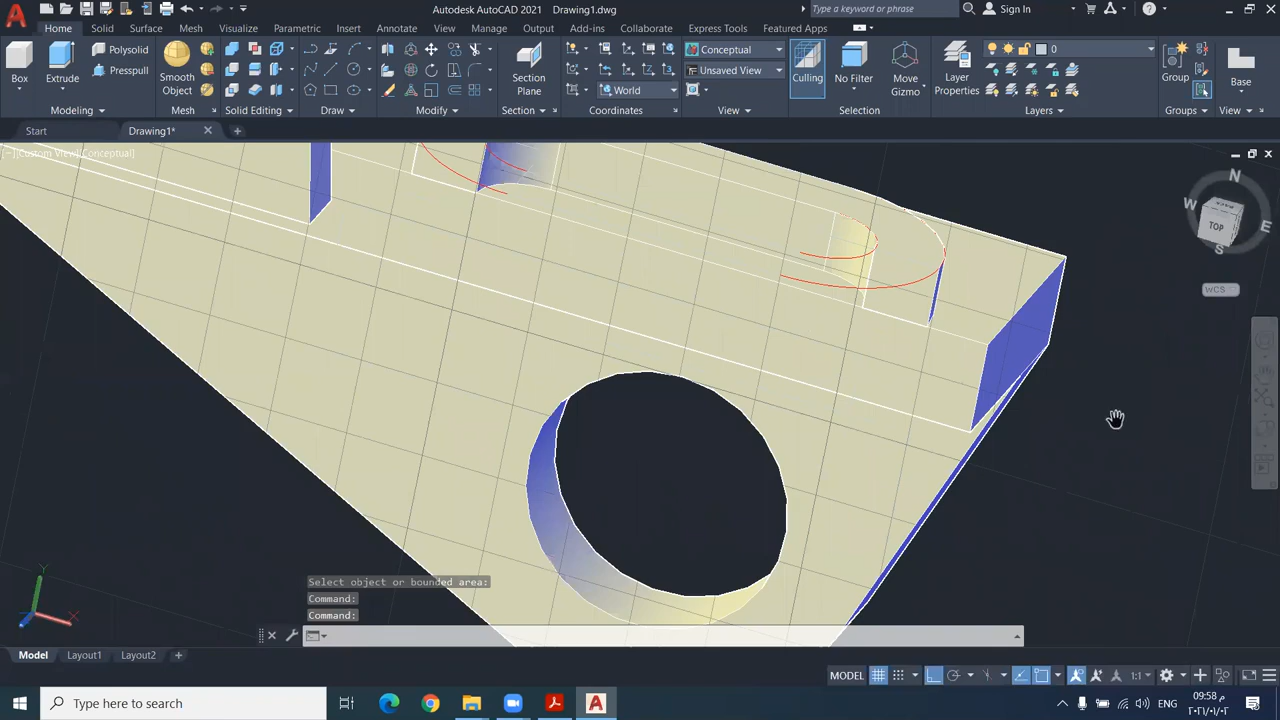 Autodesk AutoCAD 2021 Drawing1.dwg
Type a keyword or phrase
Sign In
Home Solid Surface Mesh Visualize Parametric Insert Annotate View Manage Output Add-ins Collaborate Express Tools Featured Apps
Box
Extrude
Polysolid
Presspull
Smooth
Object
Section
Plane
World
Conceptual
Unsaved View
Culling
No Filter
Move
Gizmo
Layer
Properties
0
Group
Base
Modeling Mesh Solid Editing Draw Modify Section Coordinates View Selection Layers Groups View
Start Drawing1*
[−][Custom View][Conceptual]
N
W
E
S
TOP
WCS
Y
X
Select object or bounded area:
Command:
Command:
Model Layout1 Layout2
MODEL
1:1
Type here to search
ENG
09:58 م